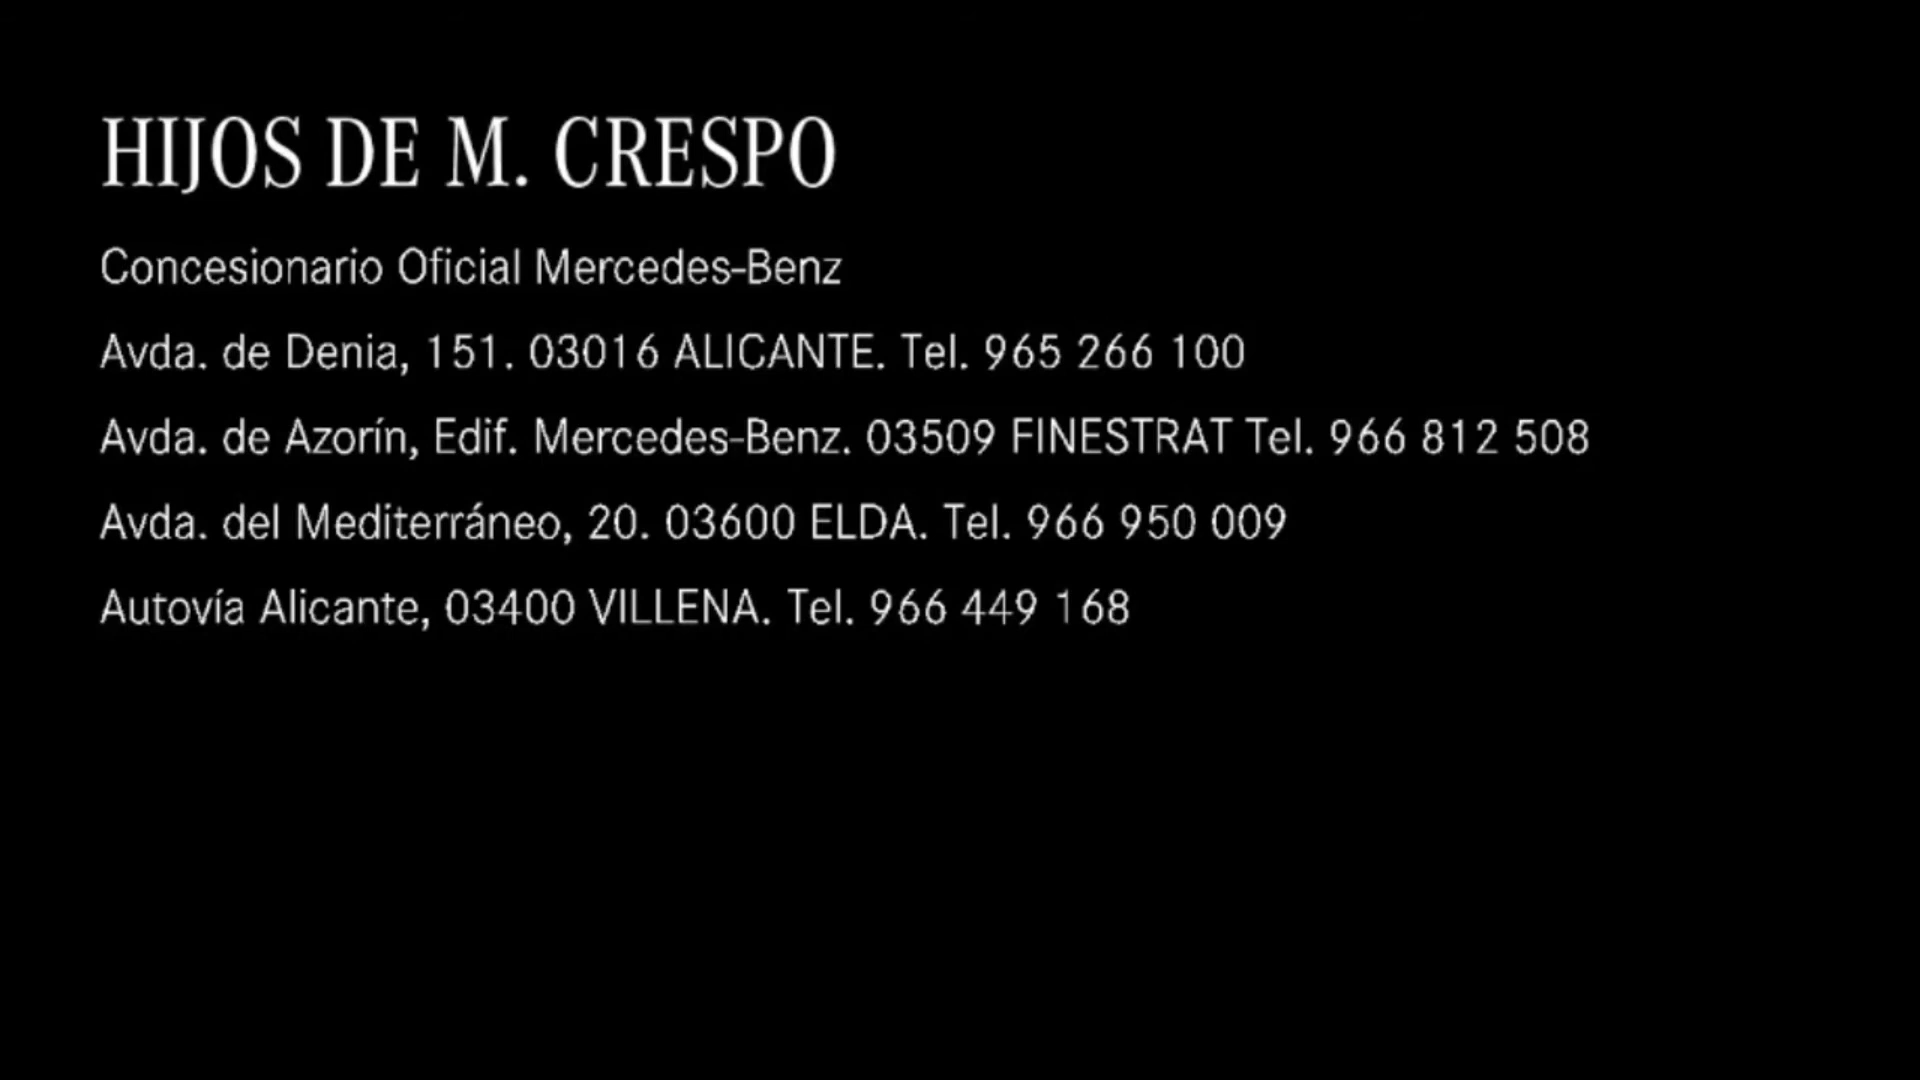 HIJOS DE M. CRESPO
Concesionario Oficial Mercedes-Benz
Avda. de Denia, 151. 03016 ALICANTE. Tel. 965 266 100
Avda. de Azorín, Edif. Mercedes-Benz. 03509 FINESTRAT Tel. 966 812 508
Avda. del Mediterráneo, 20. 03600 ELDA. Tel. 966 950 009
Autovía Alicante, 03400 VILLENA. Tel. 966 449 168